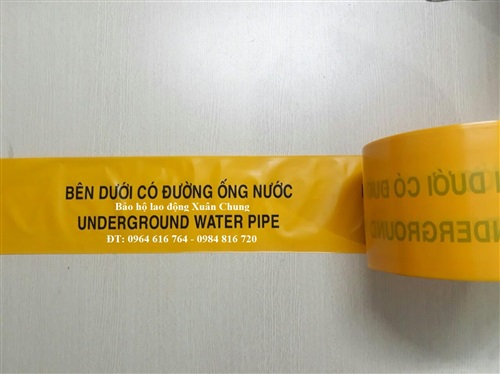 BÊN DƯỚI CÓ ĐƯỜNG ỐNG NƯỚC
Bảo hộ lao động Xuân Chung
UNDERGROUND WATER PIPE
ĐT: 0964 616 764 - 0984 816 720
DƯỚI CÓ ĐƯỜ
NDERGROUND